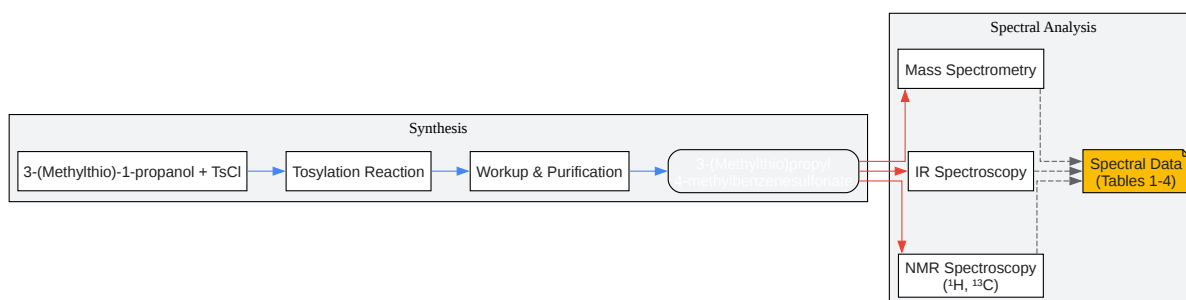 Spectral Analysis
Mass Spectrometry
Synthesis
3-(Methylthio)-1-propanol + TsCl
Tosylation Reaction
Workup & Purification
3-(Methylthio)propyl
4-methylbenzenesulfonate
IR Spectroscopy
Spectral Data
(Tables 1-4)
NMR Spectroscopy
(¹H, ¹³C)